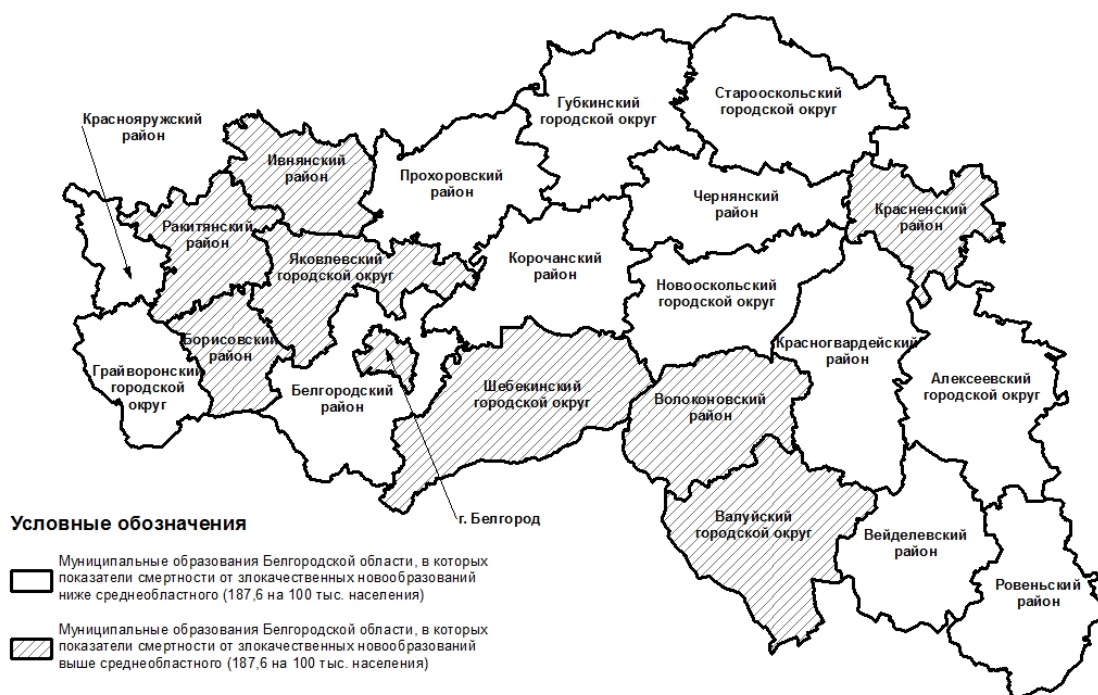 Старооскольский
городской округ
Губкинский
городской округ
Краснояружский
район
Ивнянский
район
Прохоровский
район
Чернянский
район
Красненский
район
Ракитянский
район
Яковлевский
городской округ
Корочанский
район
Новооскольский
городской округ
Борисовский
район
Красногвардейский
район
Грайворонский
городской
округ
Белгородский
район
Шебекинский
городской округ
Волоконовский
район
Алексеевский
городской округ
г. Белгород
Валуйский
городской округ
Вейделевский
район
Ровеньский
район
Условные обозначения
Муниципальные образования Белгородской области, в которых
показатели смертности от злокачественных новообразований
ниже среднеобластного (187,6 на 100 тыс. населения)
Муниципальные образования Белгородской области, в которых
показатели смертности от злокачественных новообразований
выше среднеобластного (187,6 на 100 тыс. населения)